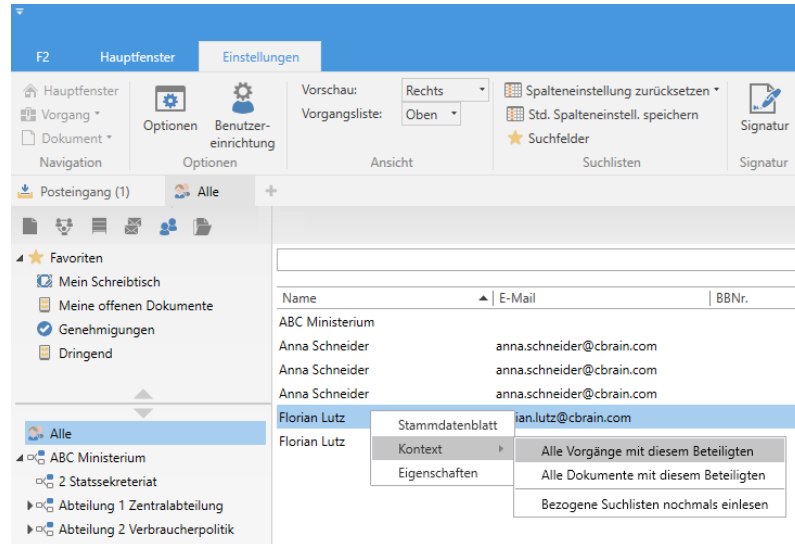 F2 Hauptfenster Einstellungen
Hauptfenster
Vorgang
Dokument
Navigation
Optionen
Benutzer-
einrichtung
Optionen
Vorschau: Rechts
Vorgangsliste: Oben
Ansicht
Spalteneinstellung zurücksetzen
Std. Spalteneinstell. speichern
Suchfelder
Suchlisten
Signatur
Signatur
Posteingang (1) Alle
Favoriten
Mein Schreibtisch
Meine offenen Dokumente
Genehmigungen
Dringend
Alle
ABC Ministerium
2 Statssekreteriat
Abteilung 1 Zentralabteilung
Abteilung 2 Verbraucherpolitik
Name E-Mail BBNr.
ABC Ministerium
Anna Schneider anna.schneider@cbrain.com
Anna Schneider anna.schneider@cbrain.com
Anna Schneider anna.schneider@cbrain.com
Florian Lutz ian.lutz@cbrain.com
Florian Lutz
Stammdatenblatt
Kontext
Eigenschaften
Alle Vorgänge mit diesem Beteiligten
Alle Dokumente mit diesem Beteiligten
Bezogene Suchlisten nochmals einlesen